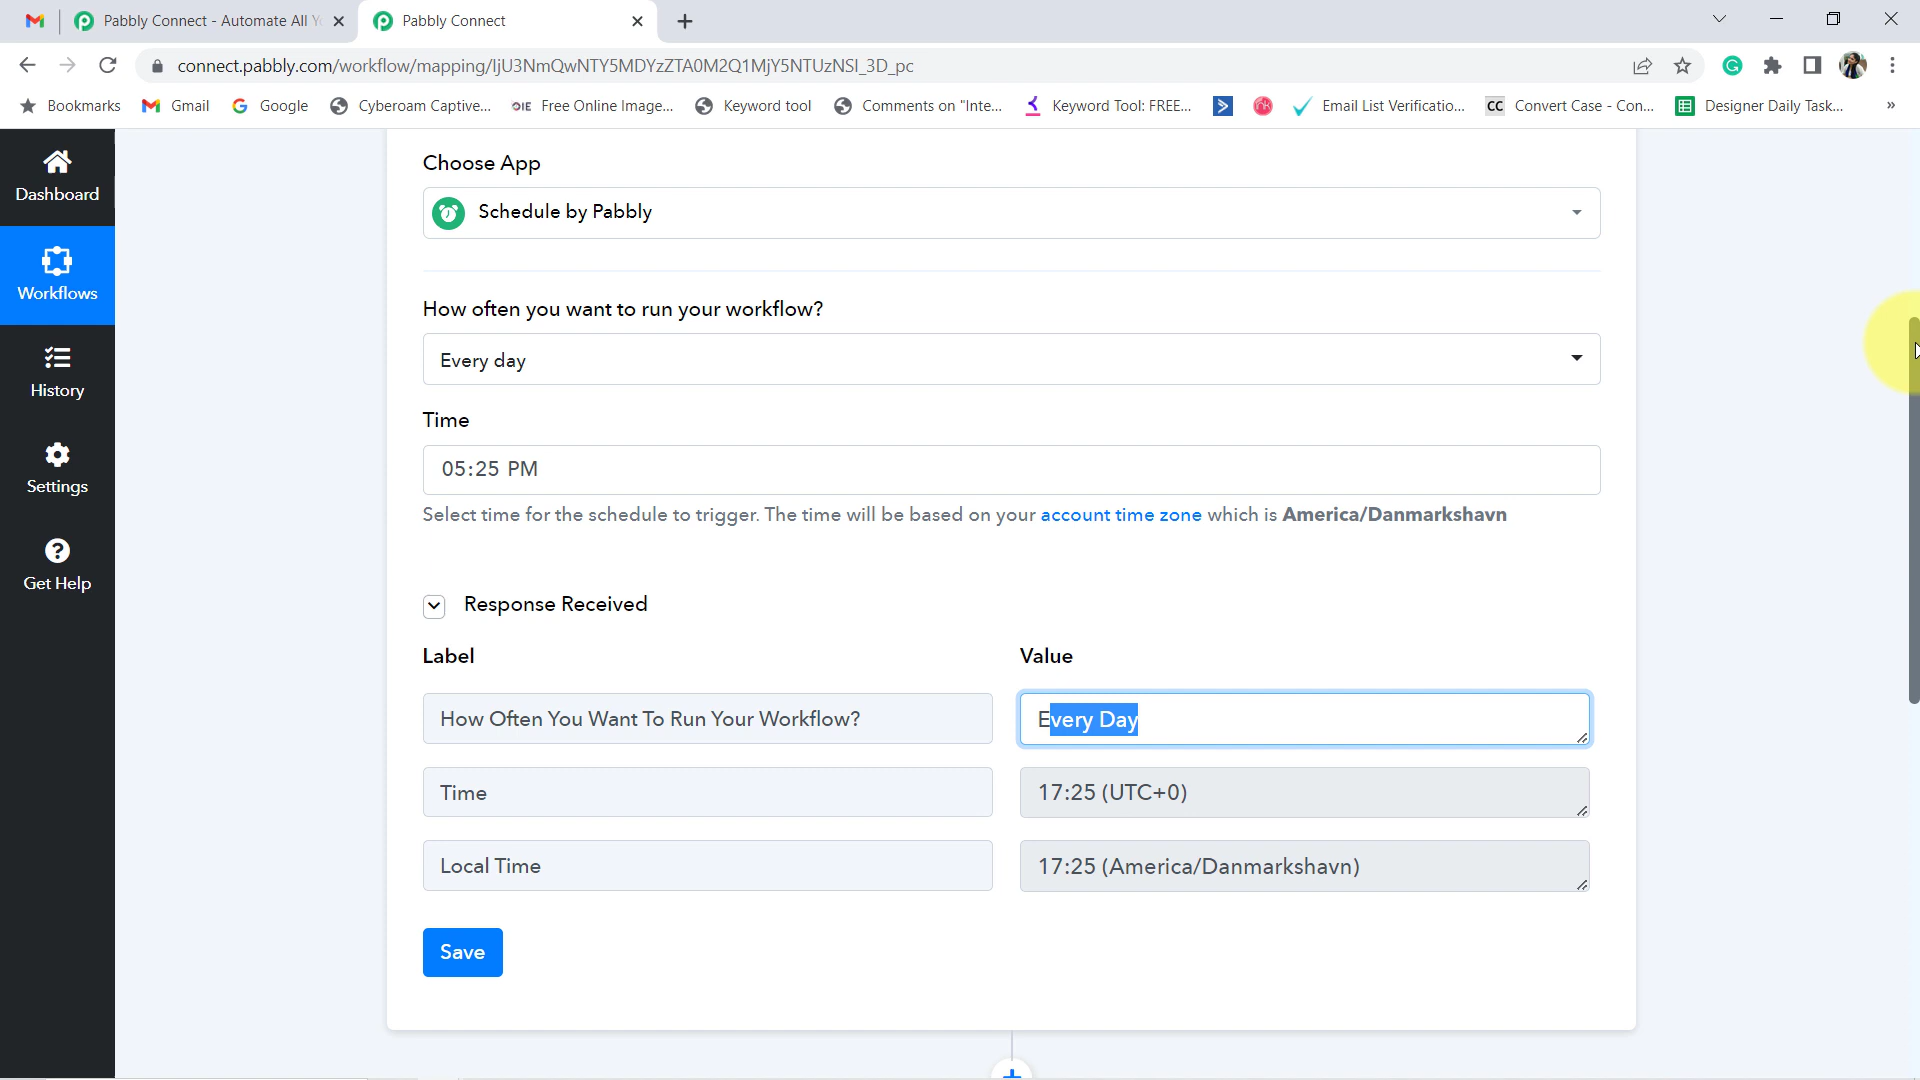 Pabbly Connect - Automate All Y
Pabbly Connect
connect.pabbly.com/workflow/mapping/IjU3NmQwNTY5MDYzZTA0M2Q1MjY5NTUzNSI_3D_pc
Bookmarks
Gmail
Google
Cyberoam Captive...
OIE Free Online Image...
Keyword tool
Comments on "Inte...
Keyword Tool: FREE...
Email List Verificatio...
CC Convert Case - Con...
Designer Daily Task...
»
Dashboard
Workflows
History
Settings
Get Help
Choose App
Schedule by Pabbly
How often you want to run your workflow?
Every day
Time
05:25 PM
Select time for the schedule to trigger. The time will be based on your account time zone which is America/Danmarkshavn
Response Received
Label Value
How Often You Want To Run Your Workflow? Every Day
Time 17:25 (UTC+0)
Local Time 17:25 (America/Danmarkshavn)
Save